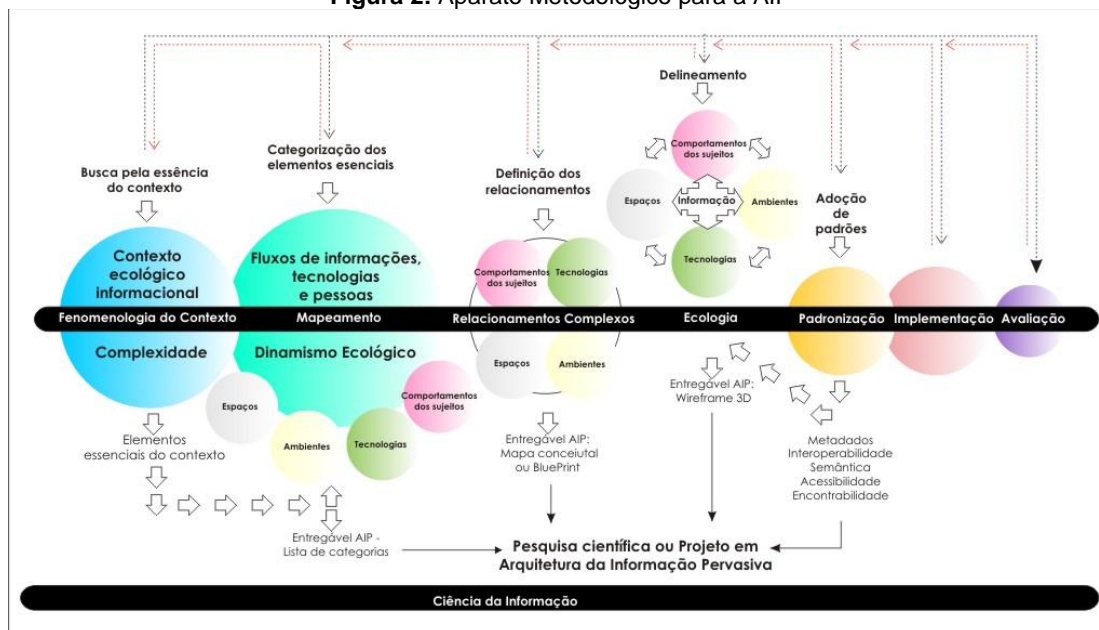 Figura 2: Aparato Metodológico para a AIP
Delineamento
Categorização dos
elementos esenciais
Busca pela essência
do contexto
Definição dos
relacionamentos
Adoção
de
padrões
Comportamentos
dos sujeitos
Espaços
Informação
Ambientes
Tecnologias
Contexto
ecológico
informacional
Fluxos de informações,
tecnologias
e pessoas
Comportamentos
dos sujeitos
Tecnologias
Fenomenologia do Contexto
Mapeamento
Relacionamentos Complexos
Ecologia
Padronização
Implementação
Avaliação
Complexidade
Dinamismo Ecológico
Espaços
Ambientes
Espaços
Ambientes
Tecnologias
Comportamentos
dos sujeitos
Elementos
essenciais do contexto
Entregável AIP:
Mapa conceiutal
ou BluePrint
Entregável AIP:
Wireframe 3D
Metadados
Interoperabilidade
Semântica
Acessibilidade
Encontrabilidade
Entregável AIP -
Lista de categorias
Pesquisa científica ou Projeto em
Arquitetura da Informação Pervasiva
Ciência da Informação